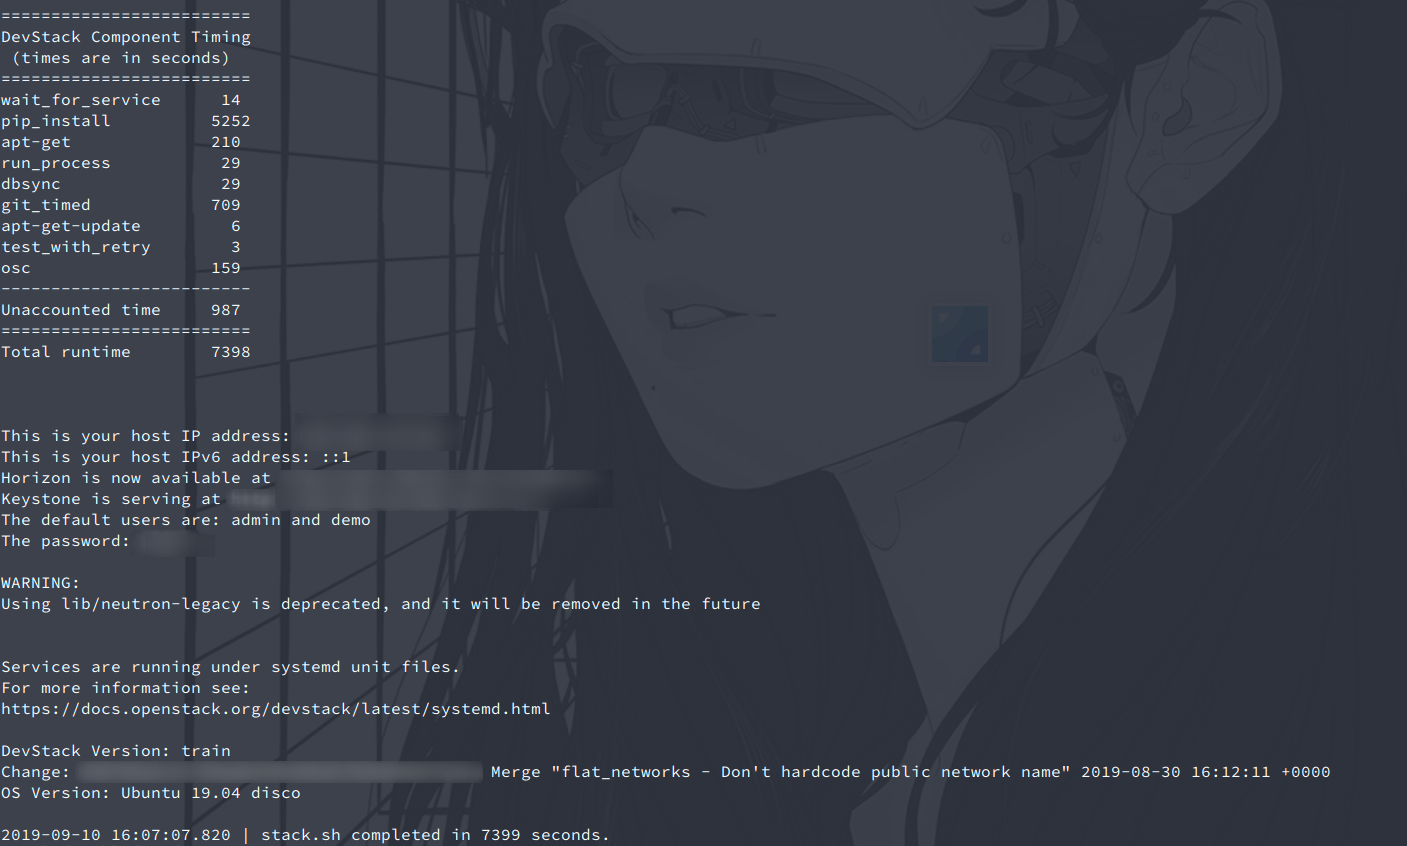 =========================
DevStack Component Timing
 (times are in seconds)
=========================
wait_for_service      14
pip_install          5252
apt-get              210
run_process           29
dbsync                29
git_timed            709
apt-get-update         6
test_with_retry        3
osc                  159
-------------------------
Unaccounted time     987
=========================
Total runtime        7398
This is your host IP address:
This is your host IPv6 address: ::1
Horizon is now available at
Keystone is serving at
The default users are: admin and demo
The password:
WARNING:
Using lib/neutron-legacy is deprecated, and it will be removed in the future
Services are running under systemd unit files.
For more information see:
https://docs.openstack.org/devstack/latest/systemd.html
DevStack Version: train
Change: Merge "flat_networks - Don't hardcode public network name" 2019-08-30 16:12:11 +0000
OS Version: Ubuntu 19.04 disco
2019-09-10 16:07:07.820 | stack.sh completed in 7399 seconds.